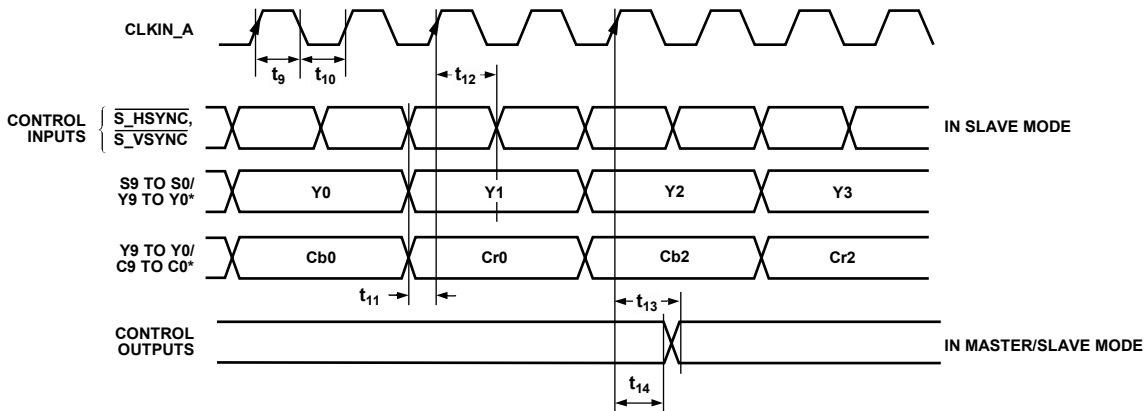 CLKIN_A
t9
t10
t12
CONTROL
INPUTS
S_HSYNC,
S_VSYNC
IN SLAVE MODE
S9 TO S0/
Y9 TO Y0*
Y0
Y1
Y2
Y3
Y9 TO Y0/
C9 TO C0*
Cb0
Cr0
Cb2
Cr2
t11
t13
CONTROL
OUTPUTS
IN MASTER/SLAVE MODE
t14